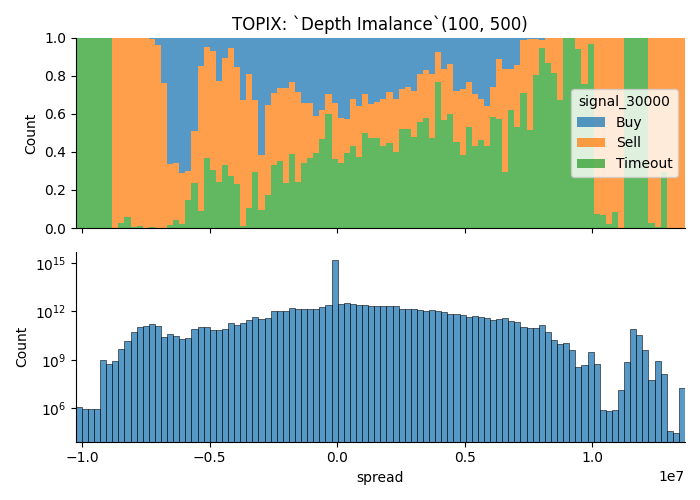 TOPIX: `Depth Imalance`(100, 500)
1.0
0.8
0.6
0.4
0.2
0.0
Count
signal_30000
Buy
Sell
Timeout
10^15
10^12
10^9
10^6
Count
−1.0 −0.5 0.0 0.5 1.0
1e7
spread